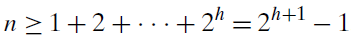 n ≥ 1 + 2 + · · · + 2^h = 2^{h+1} − 1